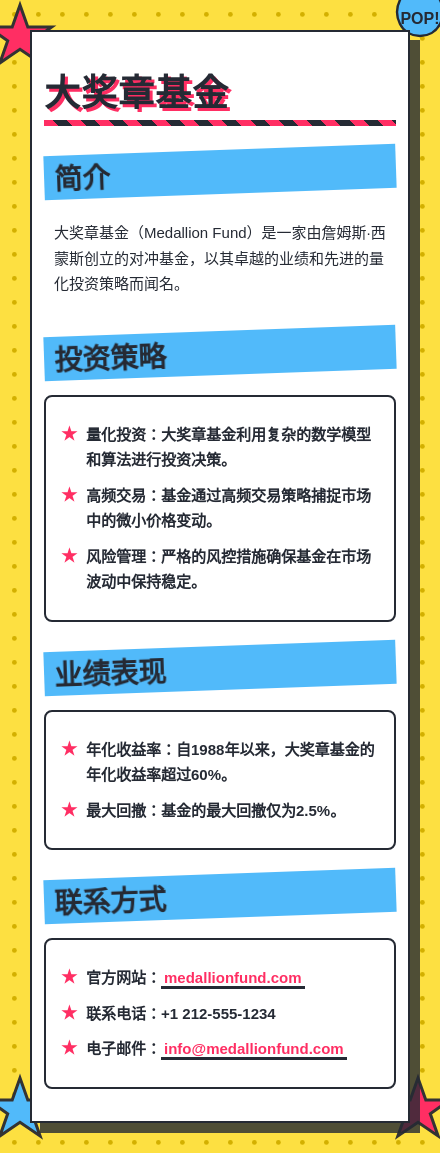 POP!
大奖章基金
简介
大奖章基金（Medallion Fund）是一家由詹姆斯·西
蒙斯创立的对冲基金，以其卓越的业绩和先进的量
化投资策略而闻名。
投资策略
★ 量化投资：大奖章基金利用复杂的数学模型
和算法进行投资决策。
★ 高频交易：基金通过高频交易策略捕捉市场
中的微小价格变动。
★ 风险管理：严格的风控措施确保基金在市场
波动中保持稳定。
业绩表现
★ 年化收益率：自1988年以来，大奖章基金的
年化收益率超过60%。
★ 最大回撤：基金的最大回撤仅为2.5%。
联系方式
★ 官方网站：medallionfund.com
★ 联系电话：+1 212-555-1234
★ 电子邮件：info@medallionfund.com